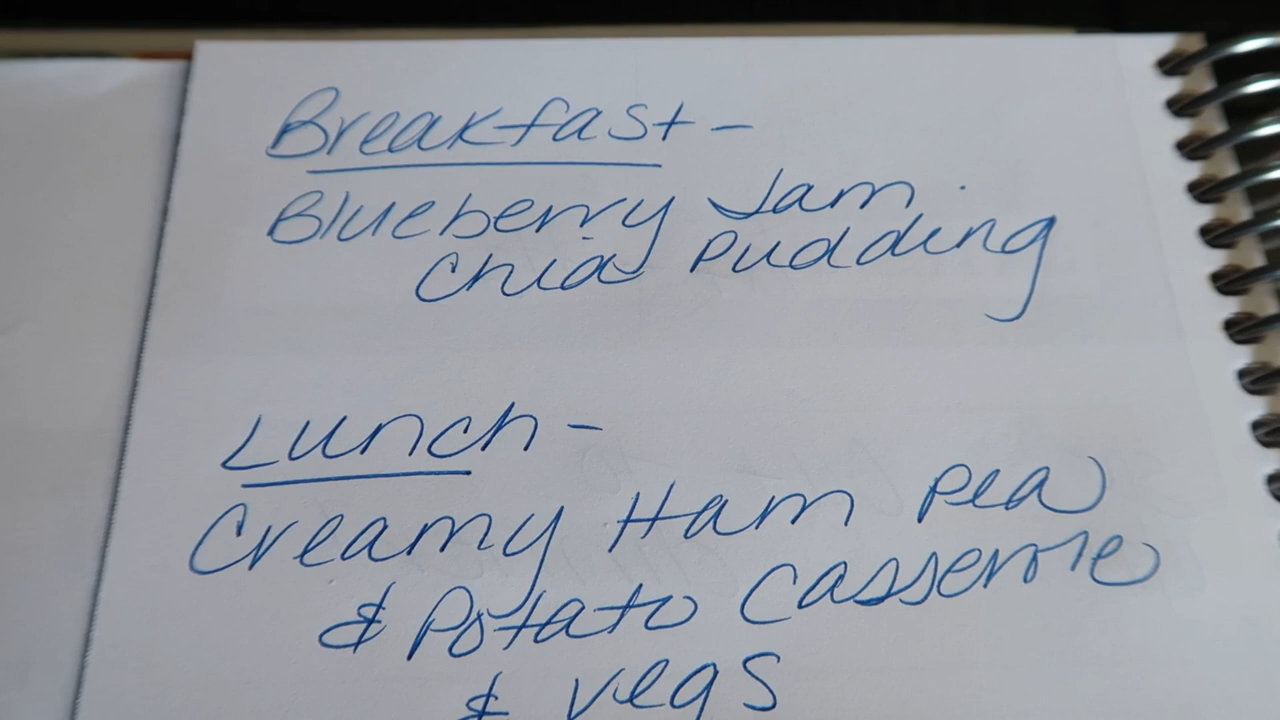 Breakfast -
Blueberry Jam
Chia Pudding
Lunch -
Creamy Ham Pea
& Potato Casserole
& vegs